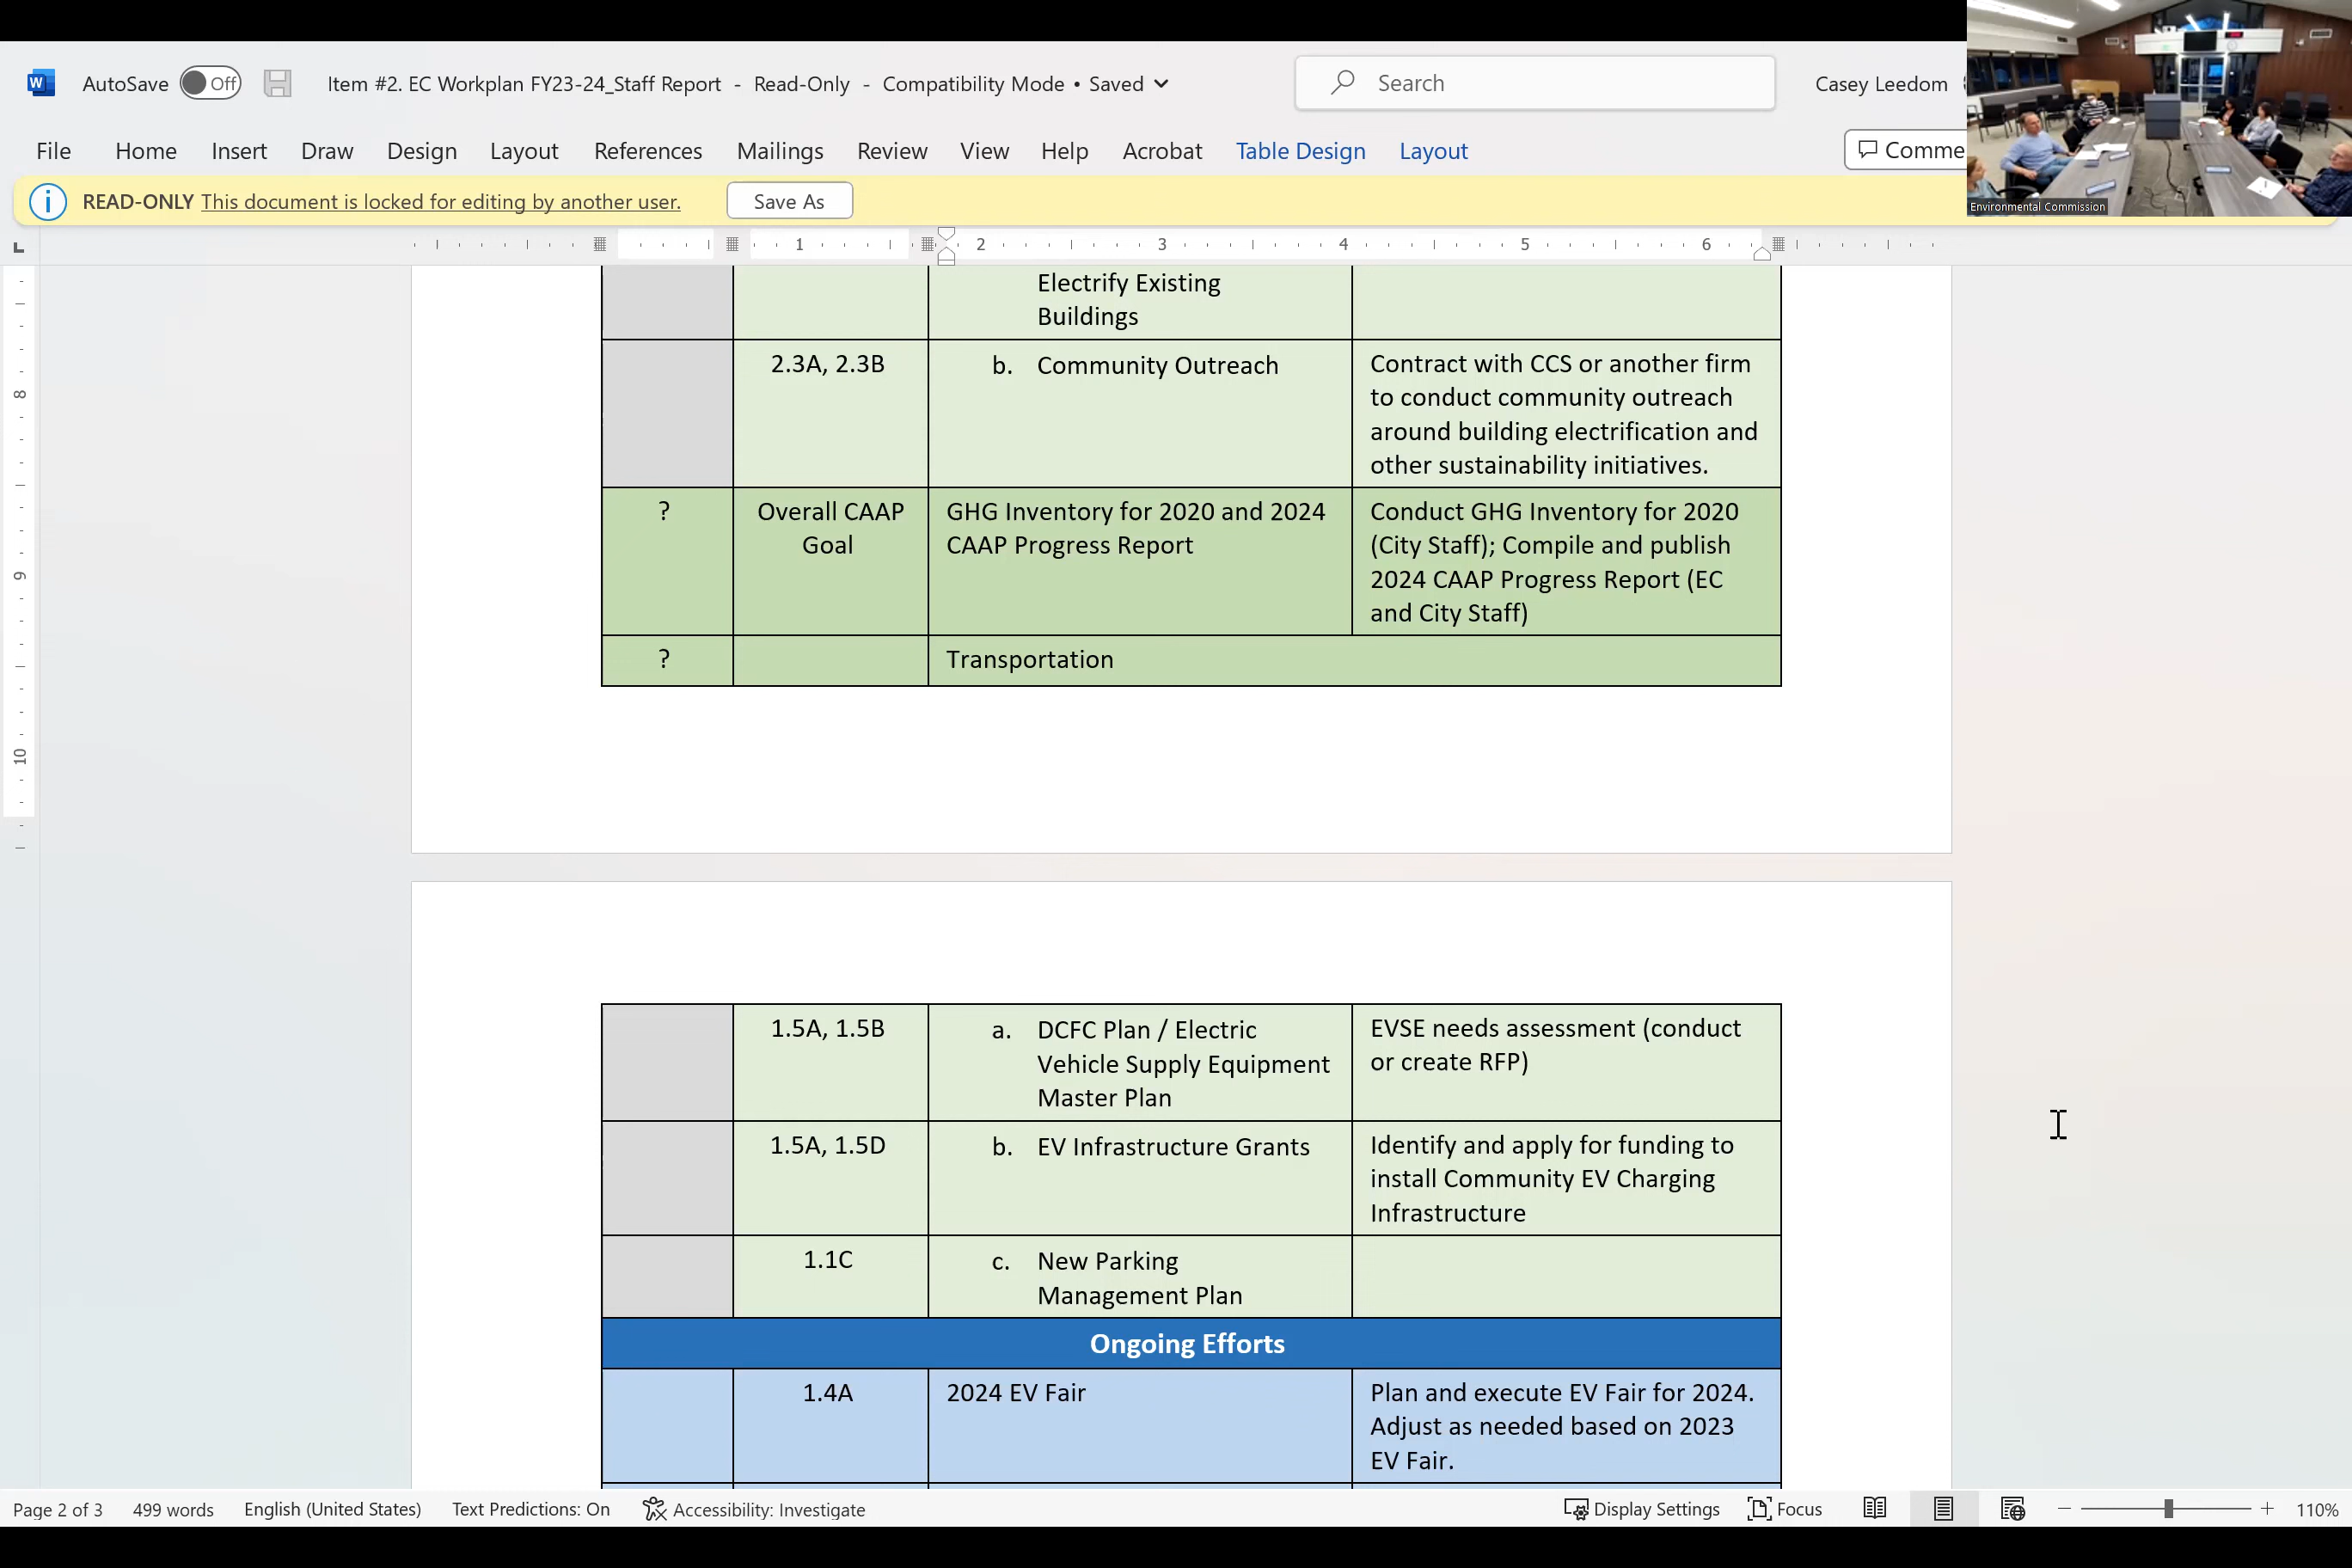 AutoSave Off Item #2. EC Workplan FY23-24_Staff Report - Read-Only - Compatibility Mode • Saved Search Casey Leedom
File Home Insert Draw Design Layout References Mailings Review View Help Acrobat Table Design Layout Comme
READ-ONLY This document is locked for editing by another user. Save As
Environmental Commission
1 2 3 4 5 6
8
9
10
Electrify Existing
Buildings
2.3A, 2.3B
b. Community Outreach
Contract with CCS or another firm
to conduct community outreach
around building electrification and
other sustainability initiatives.
?
Overall CAAP
Goal
GHG Inventory for 2020 and 2024
CAAP Progress Report
Conduct GHG Inventory for 2020
(City Staff); Compile and publish
2024 CAAP Progress Report (EC
and City Staff)
?
Transportation
1.5A, 1.5B
a. DCFC Plan / Electric
Vehicle Supply Equipment
Master Plan
EVSE needs assessment (conduct
or create RFP)
1.5A, 1.5D
b. EV Infrastructure Grants
Identify and apply for funding to
install Community EV Charging
Infrastructure
1.1C
c. New Parking
Management Plan
Ongoing Efforts
1.4A
2024 EV Fair
Plan and execute EV Fair for 2024.
Adjust as needed based on 2023
EV Fair.
Page 2 of 3 499 words English (United States) Text Predictions: On Accessibility: Investigate Display Settings Focus 110%